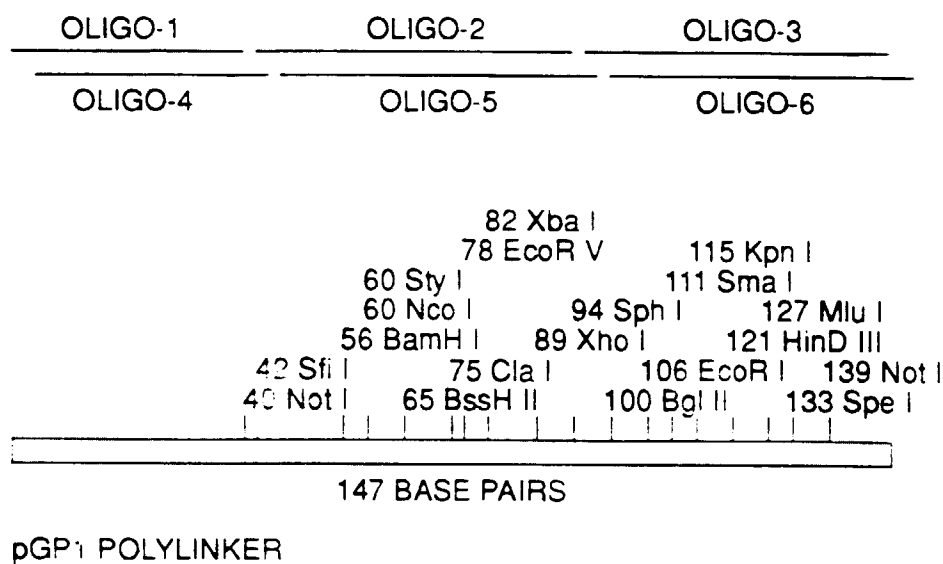 OLIGO-1 OLIGO-2 OLIGO-3
OLIGO-4 OLIGO-5 OLIGO-6
82 Xba I
78 EcoR V 115 Kpn I
60 Sty I 111 Sma I
60 Nco I 94 Sph I 127 Mlu I
56 BamH I 89 Xho I 121 HinD III
Sfi I 75 Cla I 106 EcoR I 139 Not I
Not I 65 BssH II 100 Bgl II 133 Spe I
147 BASE PAIRS
pGP1 POLYLINKER